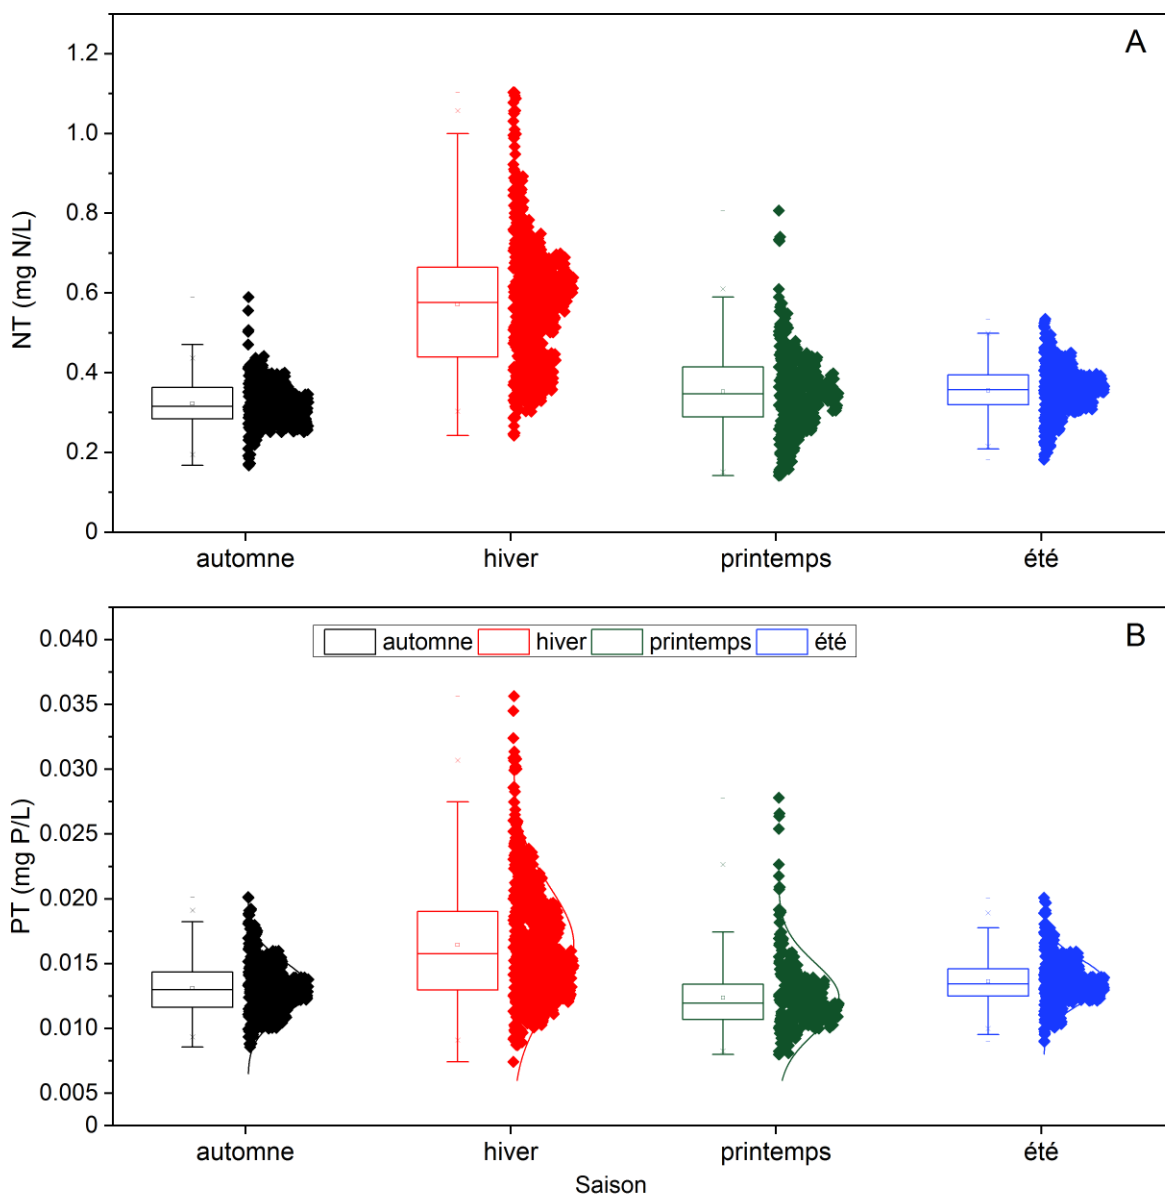 A
1.2
1.0
0.8
0.6
0.4
0.2
0
NT (mg N/L)
automne hiver printemps été
B
automne hiver printemps été
0.040
0.035
0.030
0.025
0.020
0.015
0.010
0.005
0
PT (mg P/L)
automne hiver printemps été
Saison